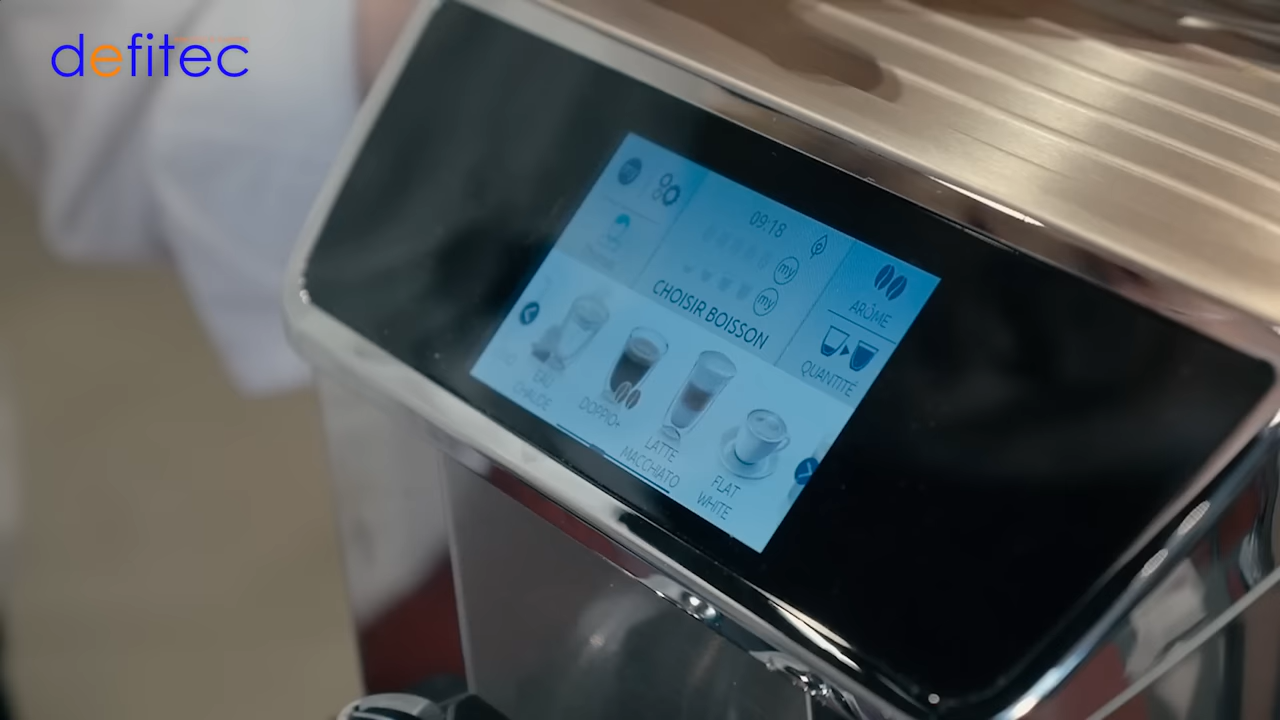 defitec
09:18
my
my
CHOISIR BOISSON
ARÔME
QUANTITÉ
EAU
CHAUDE
DOPPIO+
LATTE
MACCHIATO
FLAT
WHITE